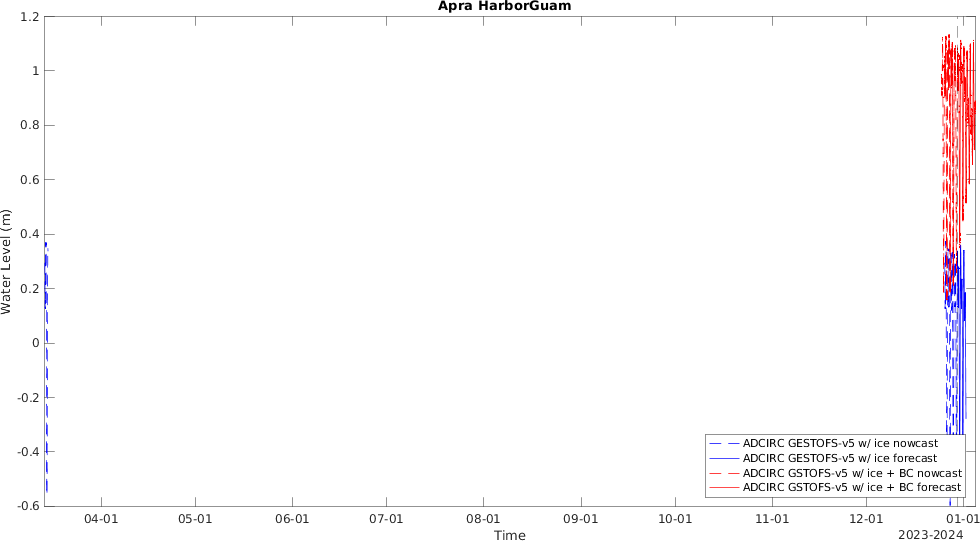 Apra HarborGuam
1.2
1
0.8
0.6
0.4
0.2
0
-0.2
-0.4
-0.6
Water Level (m)
ADCIRC GESTOFS-v5 w/ ice nowcast
ADCIRC GESTOFS-v5 w/ ice forecast
ADCIRC GSTOFS-v5 w/ ice + BC nowcast
ADCIRC GSTOFS-v5 w/ ice + BC forecast
04-01 05-01 06-01 07-01 08-01 09-01 10-01 11-01 12-01 01-01
Time
2023-2024